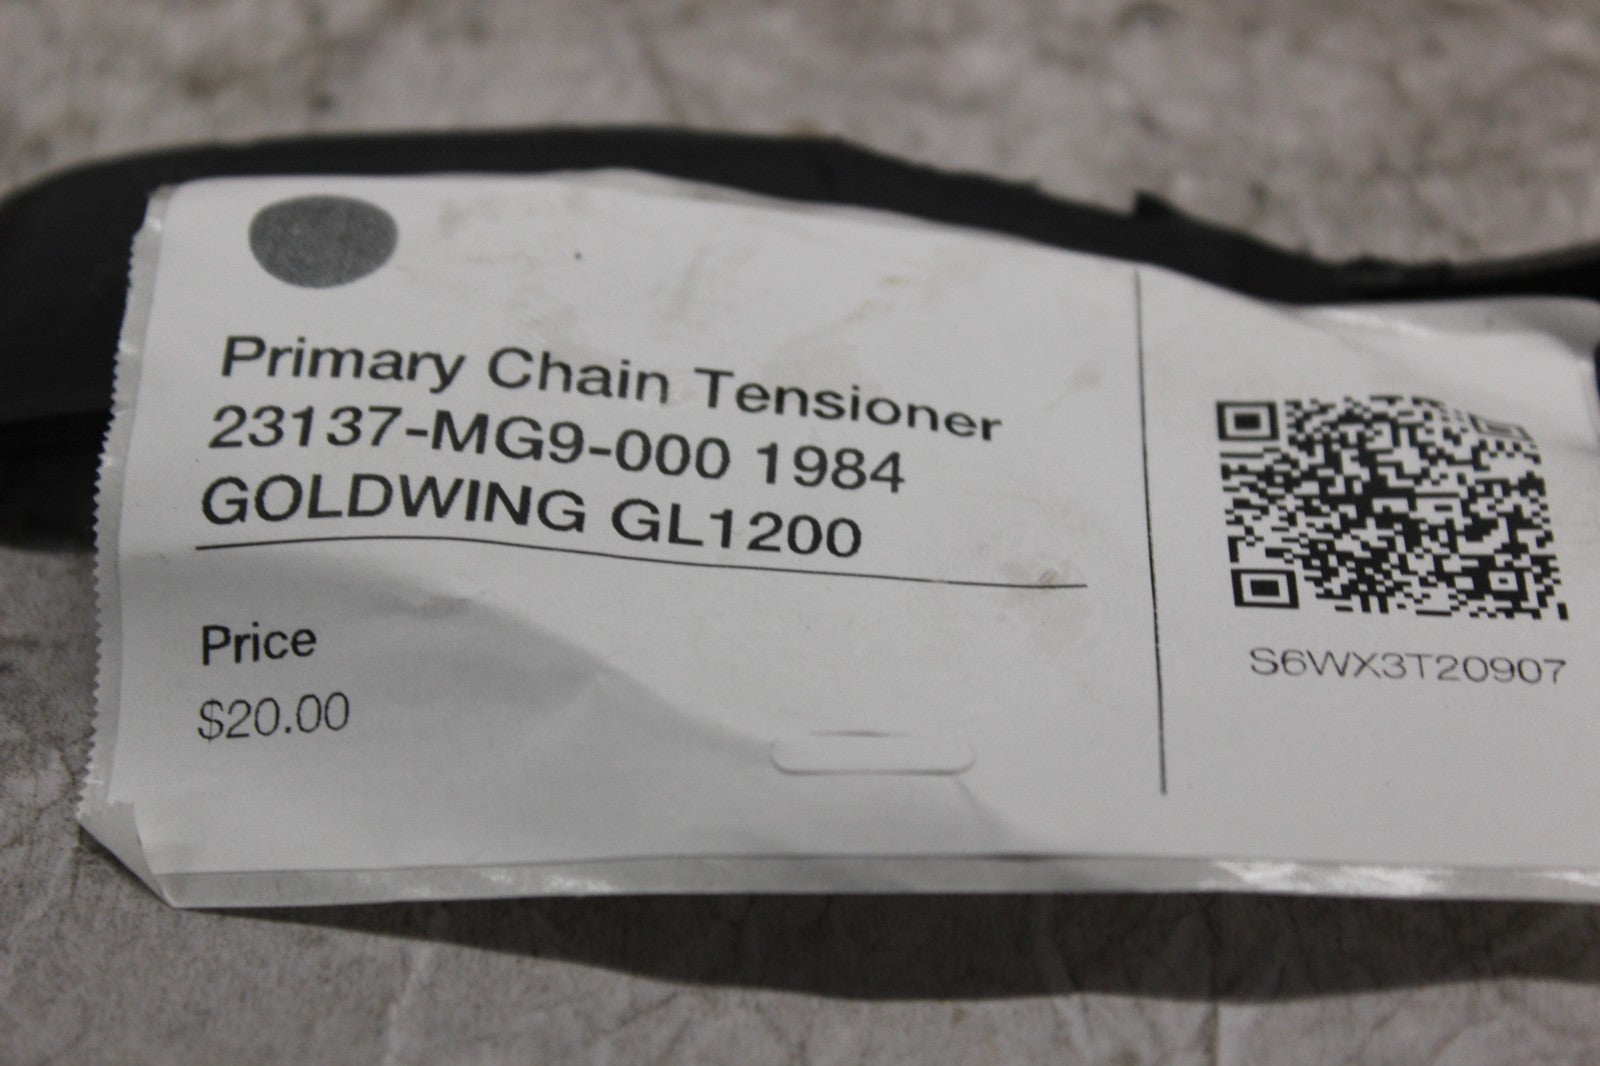 Primary Chain Tensioner
23137-MG9-000 1984
GOLDWING GL1200
Price
$20.00
S6WX3T20907